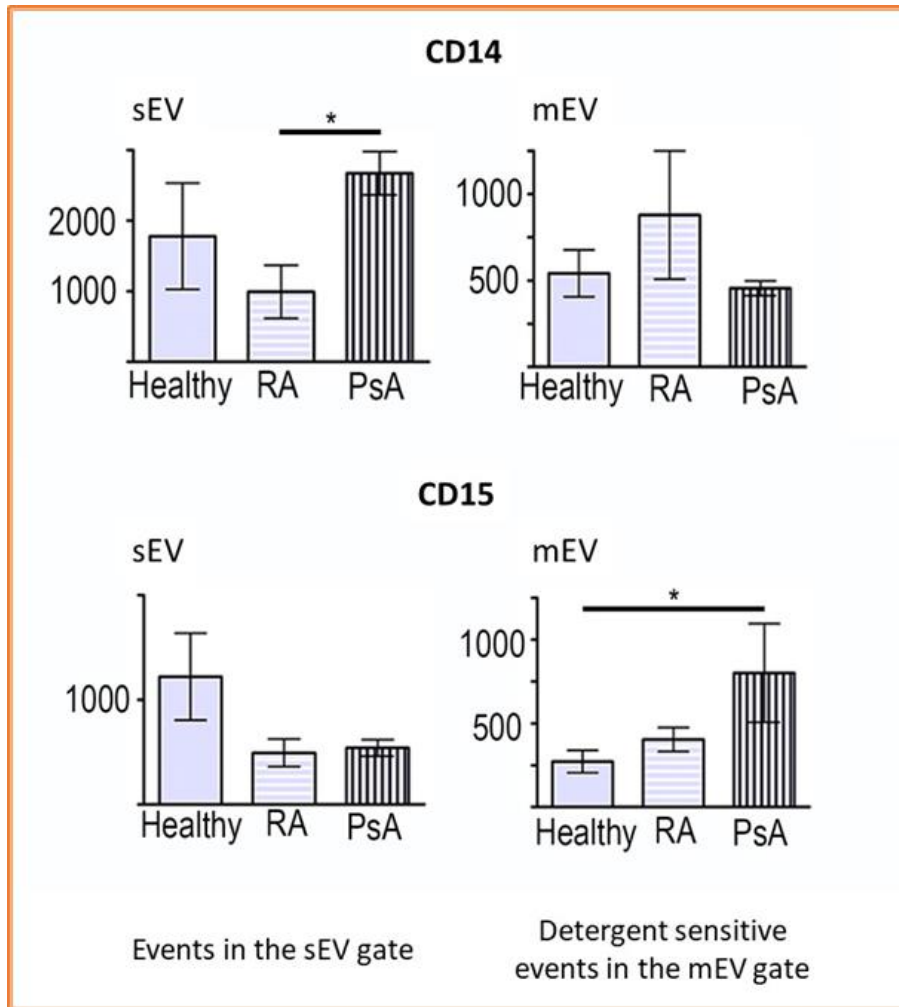 CD14
sEV
*
2000
1000
Healthy RA PsA
mEV
1000
500
Healthy RA PsA
CD15
sEV
1000
Healthy RA PsA
mEV
*
1000
500
Healthy RA PsA
Events in the sEV gate
Detergent sensitive
events in the mEV gate